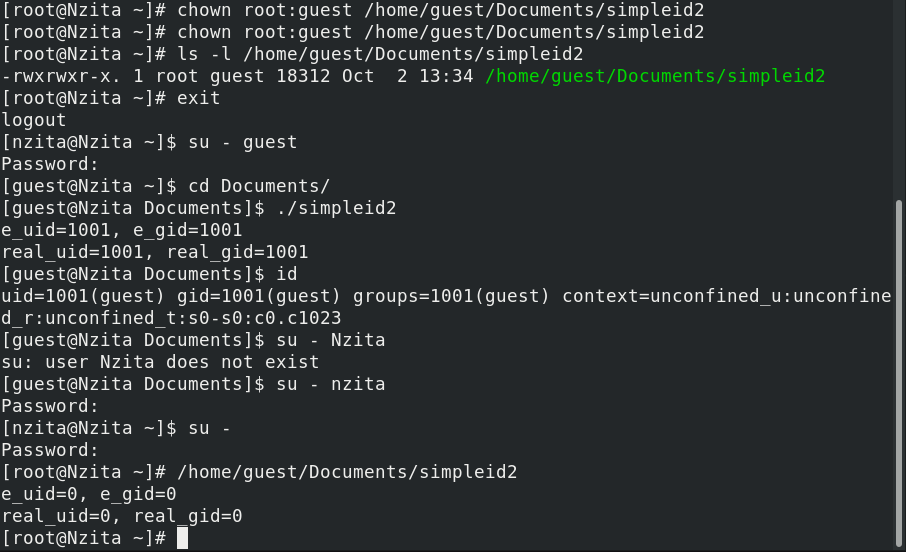 [root@Nzita ~]# chown root:guest /home/guest/Documents/simpleid2
[root@Nzita ~]# chown root:guest /home/guest/Documents/simpleid2
[root@Nzita ~]# ls -l /home/guest/Documents/simpleid2
-rwxrwxr-x. 1 root guest 18312 Oct  2 13:34 /home/guest/Documents/simpleid2
[root@Nzita ~]# exit
logout
[nzita@Nzita ~]$ su - guest
Password:
[guest@Nzita ~]$ cd Documents/
[guest@Nzita Documents]$ ./simpleid2
e_uid=1001, e_gid=1001
real_uid=1001, real_gid=1001
[guest@Nzita Documents]$ id
uid=1001(guest) gid=1001(guest) groups=1001(guest) context=unconfined_u:unconfine
d_r:unconfined_t:s0-s0:c0.c1023
[guest@Nzita Documents]$ su - Nzita
su: user Nzita does not exist
[guest@Nzita Documents]$ su - nzita
Password:
[nzita@Nzita ~]$ su -
Password:
[root@Nzita ~]# /home/guest/Documents/simpleid2
e_uid=0, e_gid=0
real_uid=0, real_gid=0
[root@Nzita ~]#